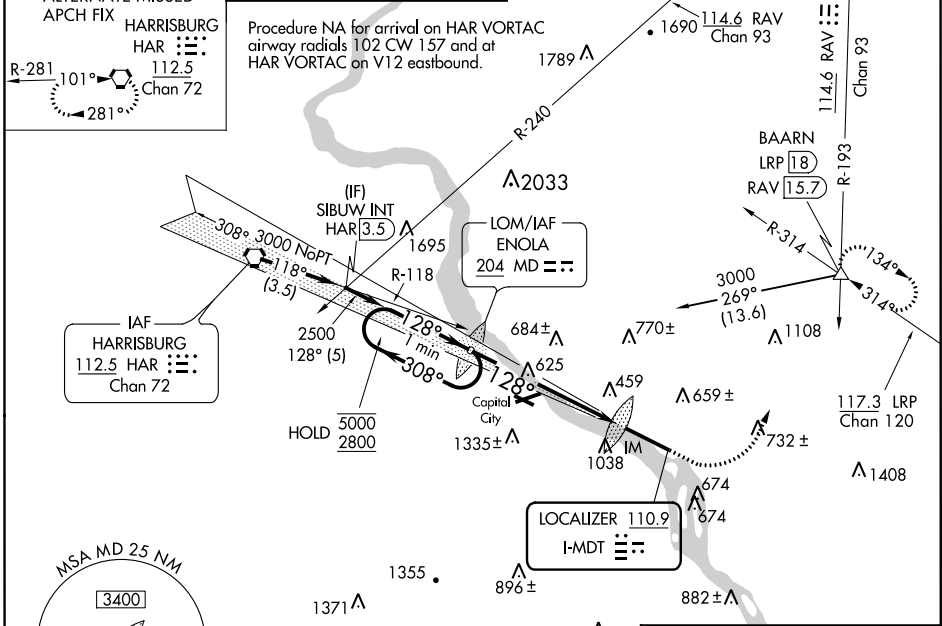 ALTERNATE MISSED
APCH FIX
HARRISBURG
HAR
112.5
Chan 72
R-281
101°
281°
Procedure NA for arrival on HAR VORTAC
airway radials 102 CW 157 and at
HAR VORTAC on V12 eastbound.
1789
1690
114.6 RAV
Chan 93
114.6 RAV
Chan 93
R-240
R-193
BAARN
LRP 18
RAV 15.7
2033
(IF)
SIBUW INT
HAR 3.5
1695
LOM/IAF
ENOLA
204 MD
R-314
134°
314°
308° 3000 NoPT
118°
(3.5)
R-118
3000
269°
(13.6)
IAF
HARRISBURG
112.5 HAR
Chan 72
2500
128° (5)
128°
1 min
308°
128°
684±
770±
1108
625
459
659±
117.3 LRP
Chan 120
HOLD
5000
2800
Capital
City
1335±
1038
IM
732±
1408
674
674
LOCALIZER 110.9
I-MDT
MSA MD 25 NM
3400
1355
896±
1371
882±